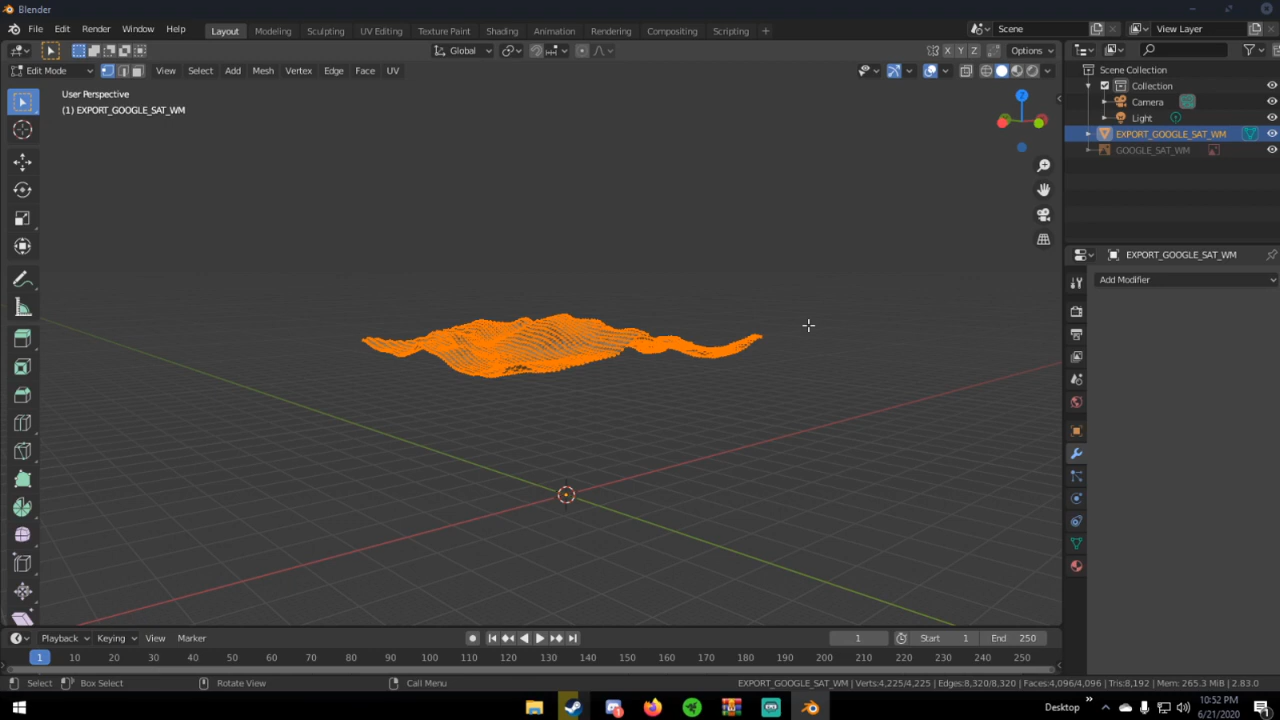 Blender
File Edit Render Window Help Layout Modeling Sculpting UV Editing Texture Paint Shading Animation Rendering Compositing Scripting + Scene View Layer
Global X Y Z Options
Edit Mode View Select Add Mesh Vertex Edge Face UV
User Perspective
(1) EXPORT_GOOGLE_SAT_WM
Z
Scene Collection
Collection
Camera
Light
EXPORT_GOOGLE_SAT_WM
GOOGLE_SAT_WM
EXPORT_GOOGLE_SAT_WM
Add Modifier
Playback Keying View Marker 1 Start 1 End 250
1 10 20 30 40 50 60 70 80 90 100 110 120 130 140 150 160 170 180 190 200 210 220 230 240 250
Select Box Select Rotate View Call Menu EXPORT_GOOGLE_SAT_WM | Verts:4,225/4,225 | Edges:8,320/8,320 | Faces:4,096/4,096 | Tris:8,192 | Mem: 265.3 MiB | 2.83.0
Desktop » 10:52 PM
6/21/2020